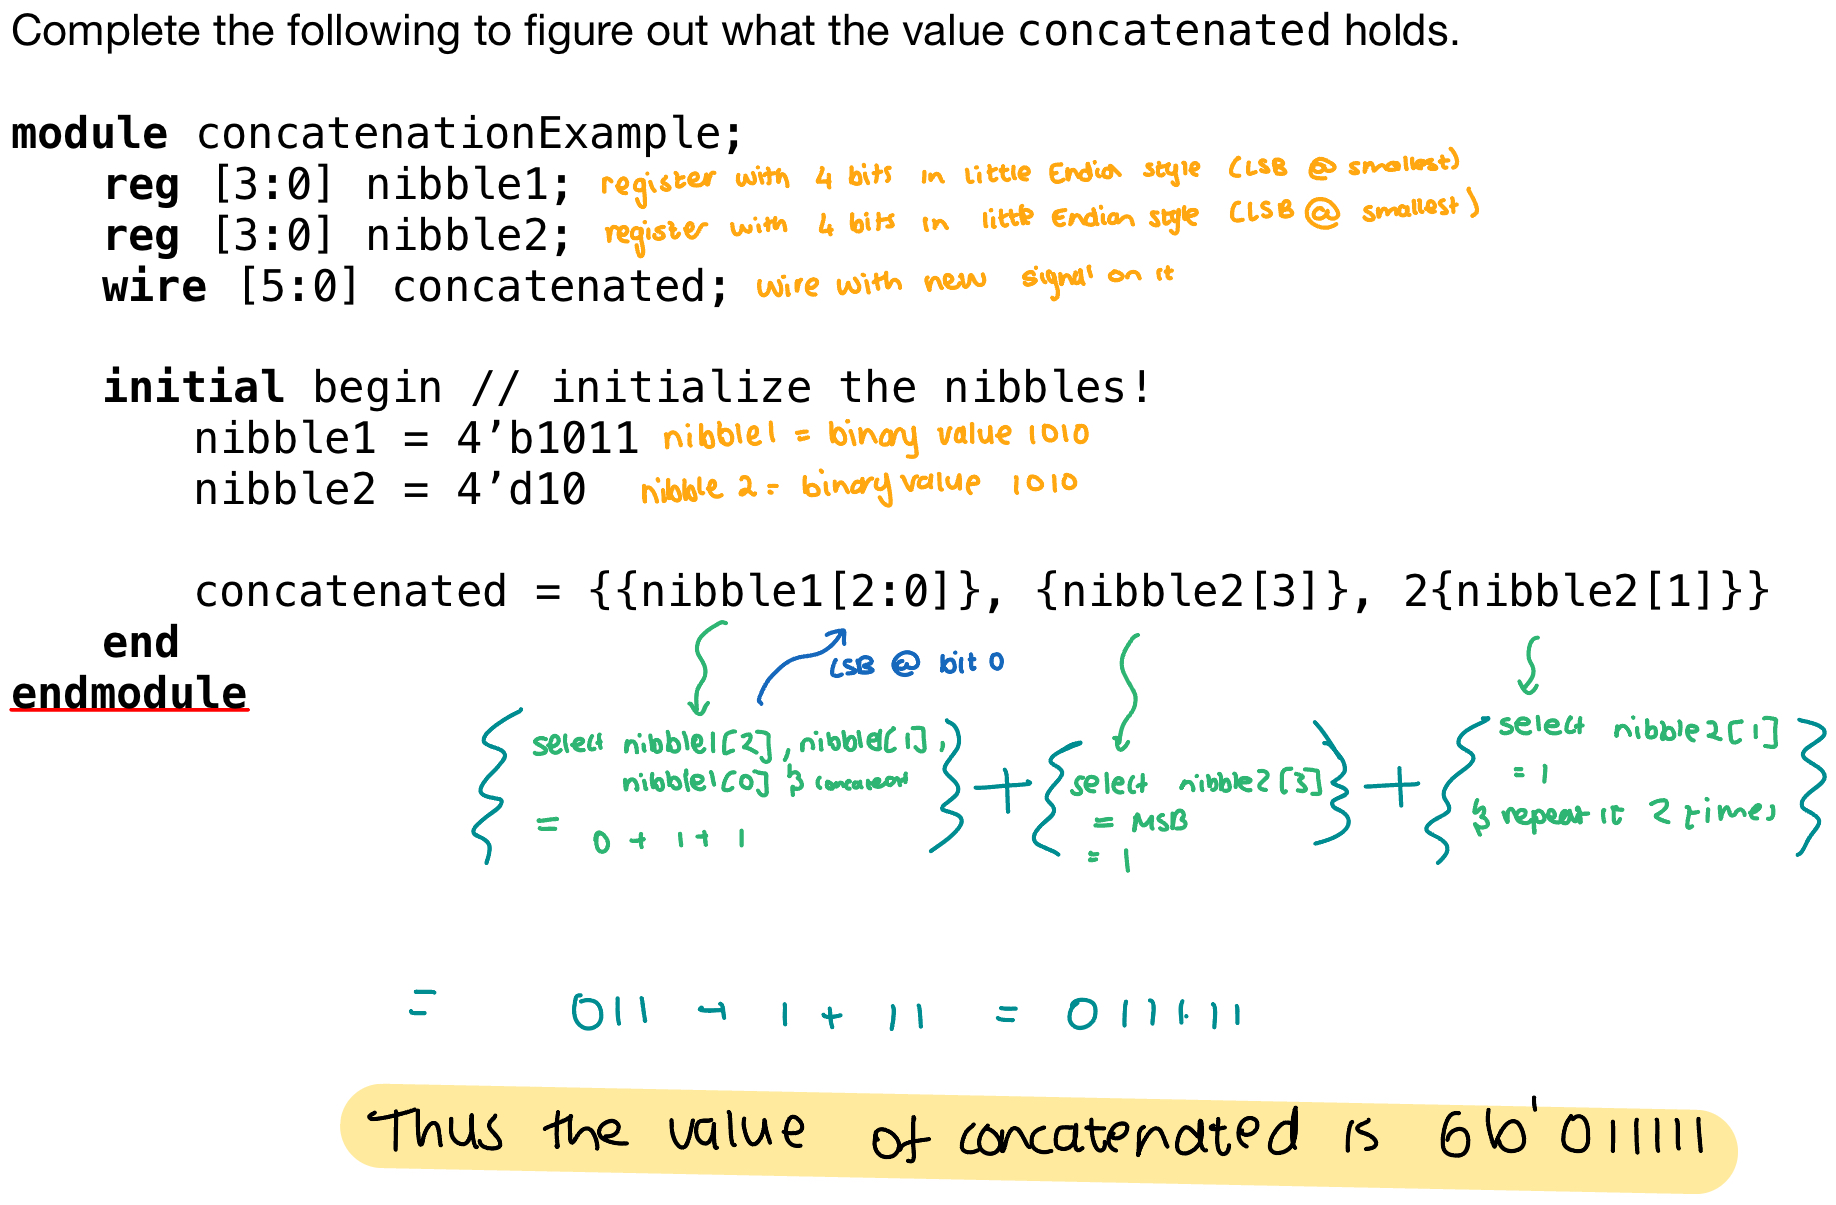 Complete the following to figure out what the value concatenated holds.
module concatenationExample;
reg [3:0] nibble1; register with 4 bits in little Endian style (LSB @ smallest)
reg [3:0] nibble2; register with 4 bits in little Endian style (LSB @ smallest)
wire [5:0] concatenated; wire with new signal on it
initial begin // initialize the nibbles!
nibble1 = 4’b1011 nibble1 = binary value 1010
nibble2 = 4’d10 nibble 2 = binary value 1010
concatenated = {{nibble1[2:0]}, {nibble2[3]}, 2{nibble2[1]}}
end
LSB @ bit 0
endmodule
{ select nibble1[2], nibble1[1],
nibble1[0] & concatenate
= 0 + 1 + 1 } + { select nibble2[3]
= MSB
= 1 } + { select nibble2[1]
= 1
& repeat it 2 times }
= 011 + 1 + 11 = 011111
Thus the value of concatenated is 6b'011111